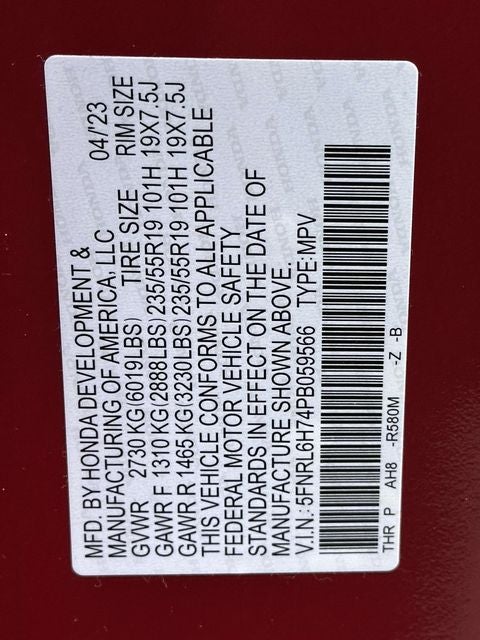 MFD. BY HONDA DEVELOPMENT &
MANUFACTURING OF AMERICA, LLC 04/'23
GVWR 2730 KG(6019LBS) TIRE SIZE RIM SIZE
GAWR F 1310 KG(2888LBS) 235/55R19 101H 19X7.5J
GAWR R 1465 KG(3230LBS) 235/55R19 101H 19X7.5J
THIS VEHICLE CONFORMS TO ALL APPLICABLE
FEDERAL MOTOR VEHICLE SAFETY
STANDARDS IN EFFECT ON THE DATE OF
MANUFACTURE SHOWN ABOVE.
V.I.N.:5FNRL6H74PB059566 TYPE:MPV
THR P AH8 -R580M -Z -B